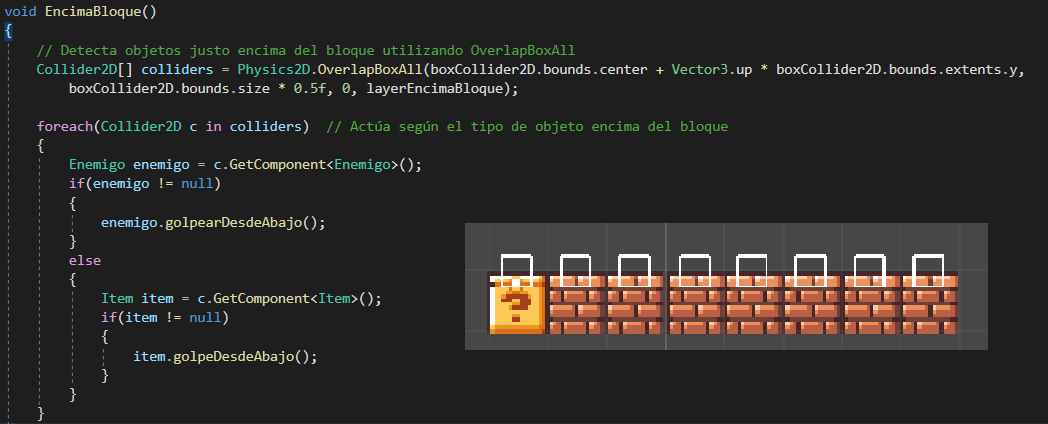 void EncimaBloque()
{
// Detecta objetos justo encima del bloque utilizando OverlapBoxAll
Collider2D[] colliders = Physics2D.OverlapBoxAll(boxCollider2D.bounds.center + Vector3.up * boxCollider2D.bounds.extents.y,
boxCollider2D.bounds.size * 0.5f, 0, layerEncimaBloque);
foreach(Collider2D c in colliders)  // Actúa según el tipo de objeto encima del bloque
{
Enemigo enemigo = c.GetComponent<Enemigo>();
if(enemigo != null)
{
enemigo.golpearDesdeAbajo();
}
else
{
Item item = c.GetComponent<Item>();
if(item != null)
{
item.golpeDesdeAbajo();
}
}
}
?